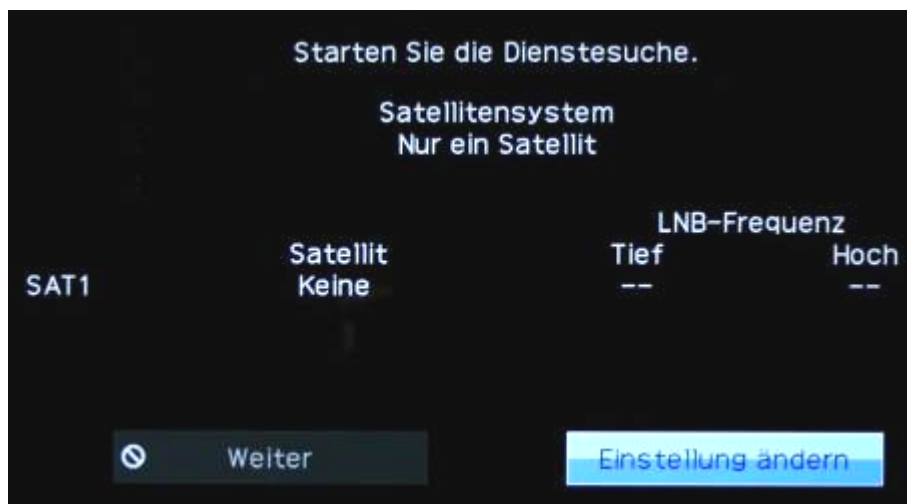 Starten Sie die Dienstesuche.
Satellitensystem
Nur ein Satellit
LNB-Frequenz
Satellit Tief Hoch
SAT1 Keine -- --
Weiter Einstellung ändern